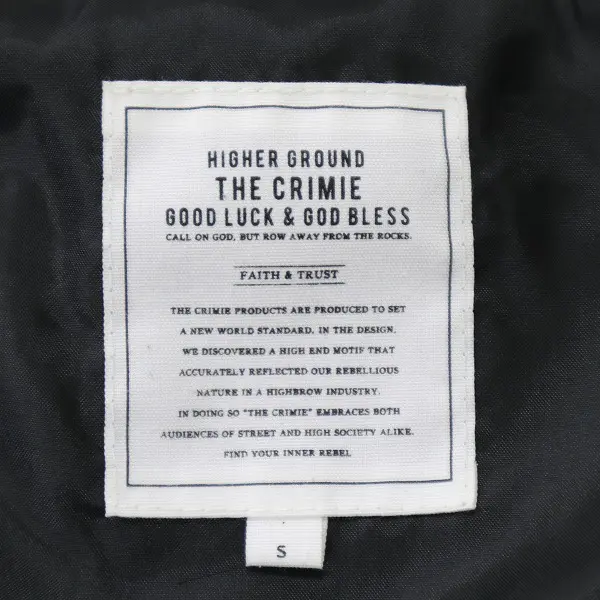 HIGHER GROUND
THE CRIMIE
GOOD LUCK & GOD BLESS
CALL ON GOD, BUT ROW AWAY FROM THE ROCKS.
FAITH & TRUST
THE CRIMIE PRODUCTS ARE PRODUCED TO SET
A NEW WORLD STANDARD. IN THE DESIGN,
WE DISCOVERED A HIGH END MOTIF THAT
ACCURATELY REFLECTED OUR REBELLIOUS
NATURE IN A HIGHBROW INDUSTRY.
IN DOING SO "THE CRIMIE" EMBRACES BOTH
AUDIENCES OF STREET AND HIGH SOCIETY ALIKE.
FIND YOUR INNER REBEL
S